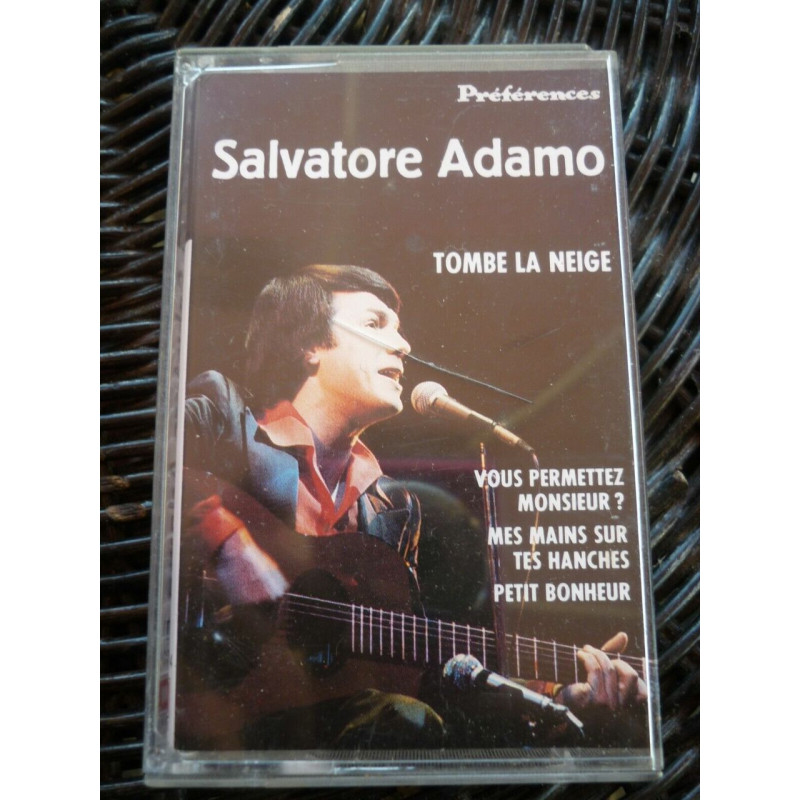 Préférences
Salvatore Adamo
TOMBE LA NEIGE
VOUS PERMETTEZ
MONSIEUR ?
MES MAINS SUR
TES HANCHES
PETIT BONHEUR